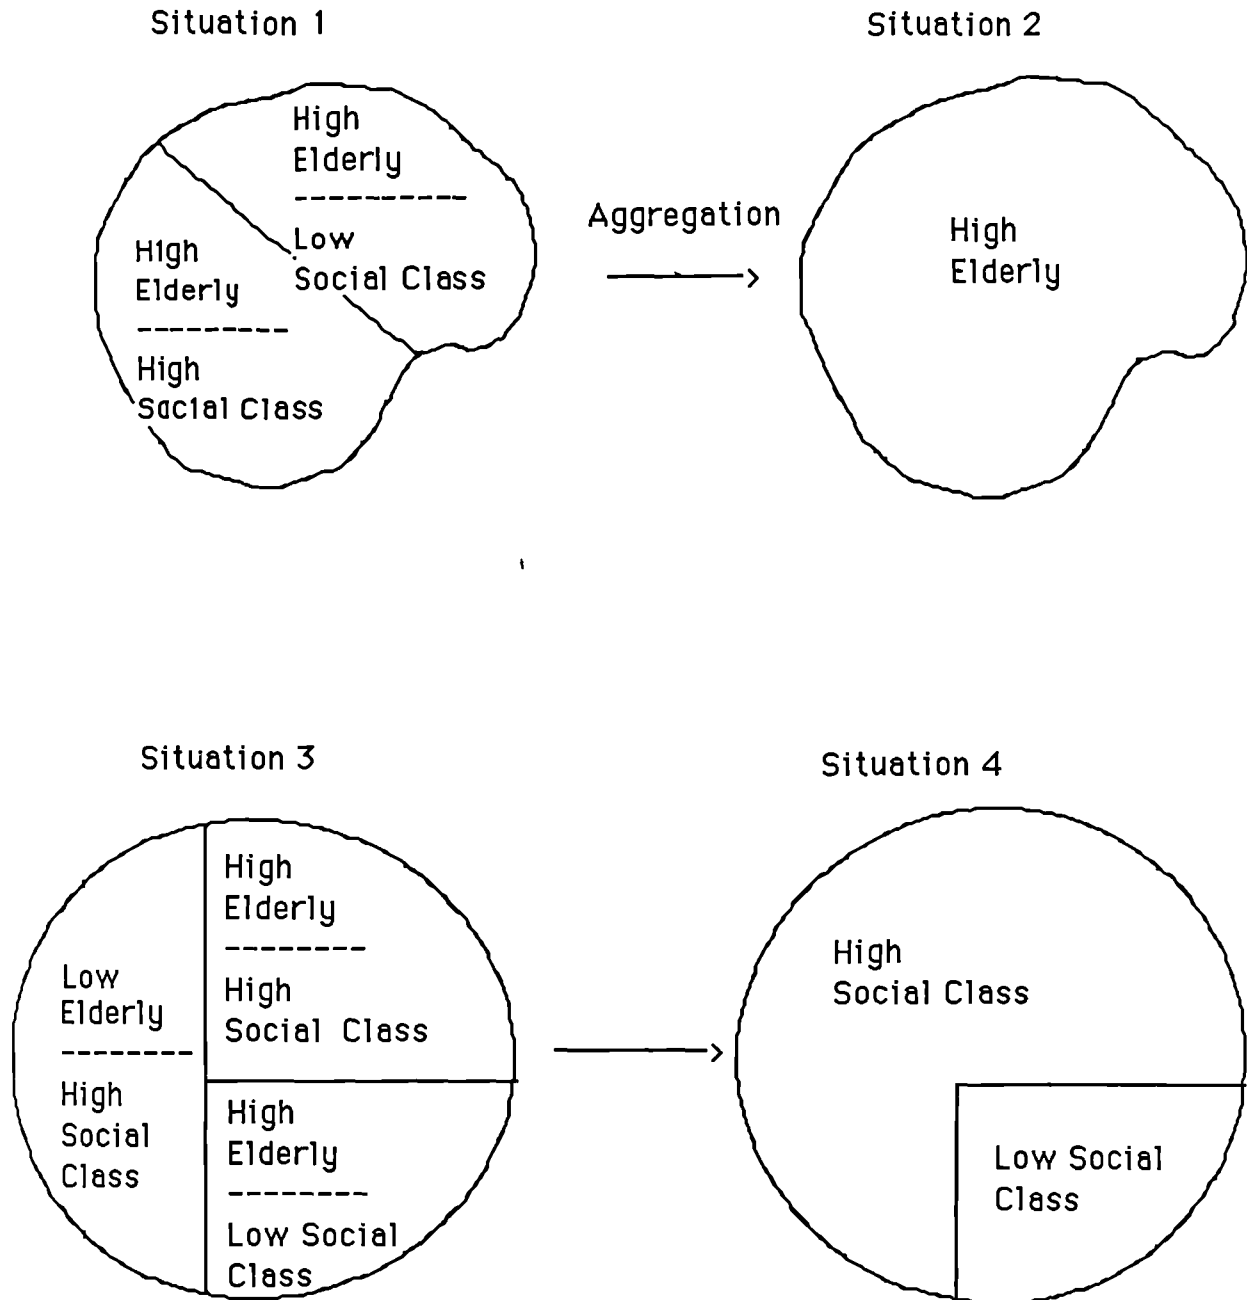 Situation 1
Situation 2
High
Elderly
----------
Low
Social Class
High
Elderly
---------
High
Social Class
Aggregation
High
Elderly
Situation 3
Situation 4
Low
Elderly
--------
High
Social
Class
High
Elderly
--------
High
Social Class
High
Elderly
--------
Low Social
Class
High
Social Class
Low Social
Class